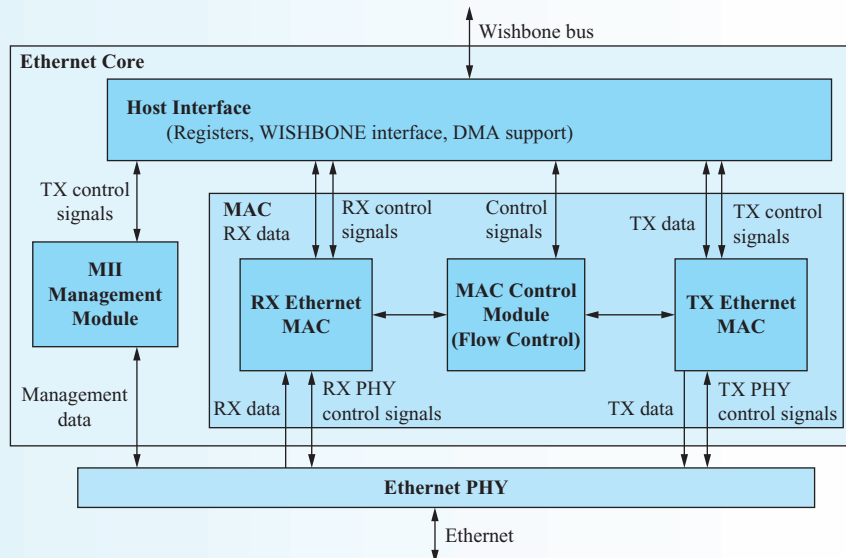 Wishbone bus
Ethernet Core
Host Interface
(Registers, WISHBONE interface, DMA support)
TX control
signals
MAC
RX data
RX control
signals
Control
signals
TX data
TX control
signals
MII
Management
Module
RX Ethernet
MAC
MAC Control
Module
(Flow Control)
TX Ethernet
MAC
Management
data
RX data
RX PHY
control signals
TX data
TX PHY
control signals
Ethernet PHY
Ethernet